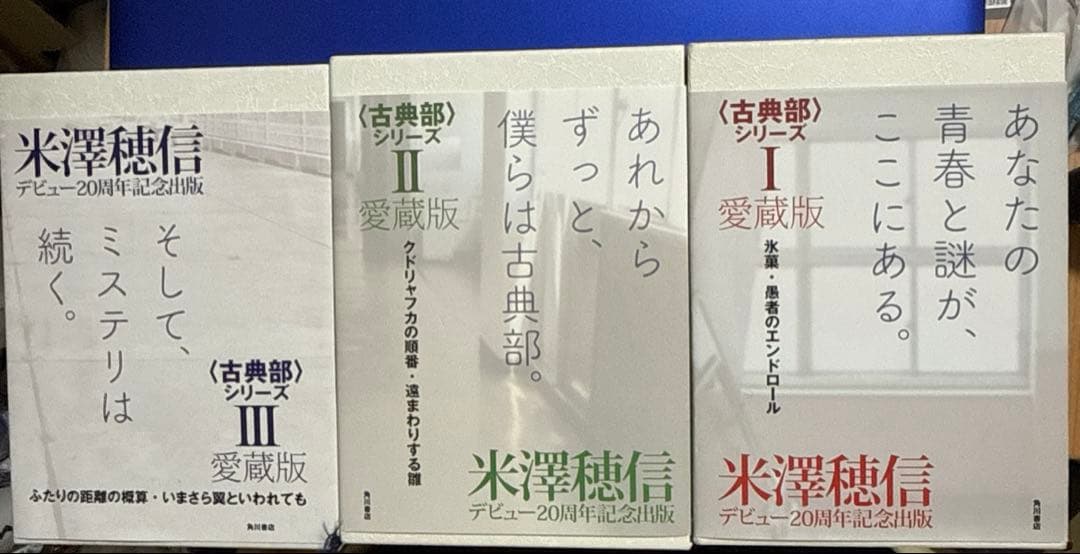 米澤穂信
デビュー20周年記念出版
そして、
ミステリは
続く。
〈古典部〉
シリーズ
III
愛蔵版
ふたりの距離の概算・いまさら翼といわれても
角川書店
〈古典部〉
シリーズ
II
愛蔵版
クドリャフカの順番・遠まわりする雛
あれから
ずっと、
僕らは古典部。
米澤穂信
デビュー20周年記念出版
角川書店
〈古典部〉
シリーズ
I
愛蔵版
氷菓・愚者のエンドロール
あなたの
青春と謎が、
ここにある。
米澤穂信
デビュー20周年記念出版
角川書店